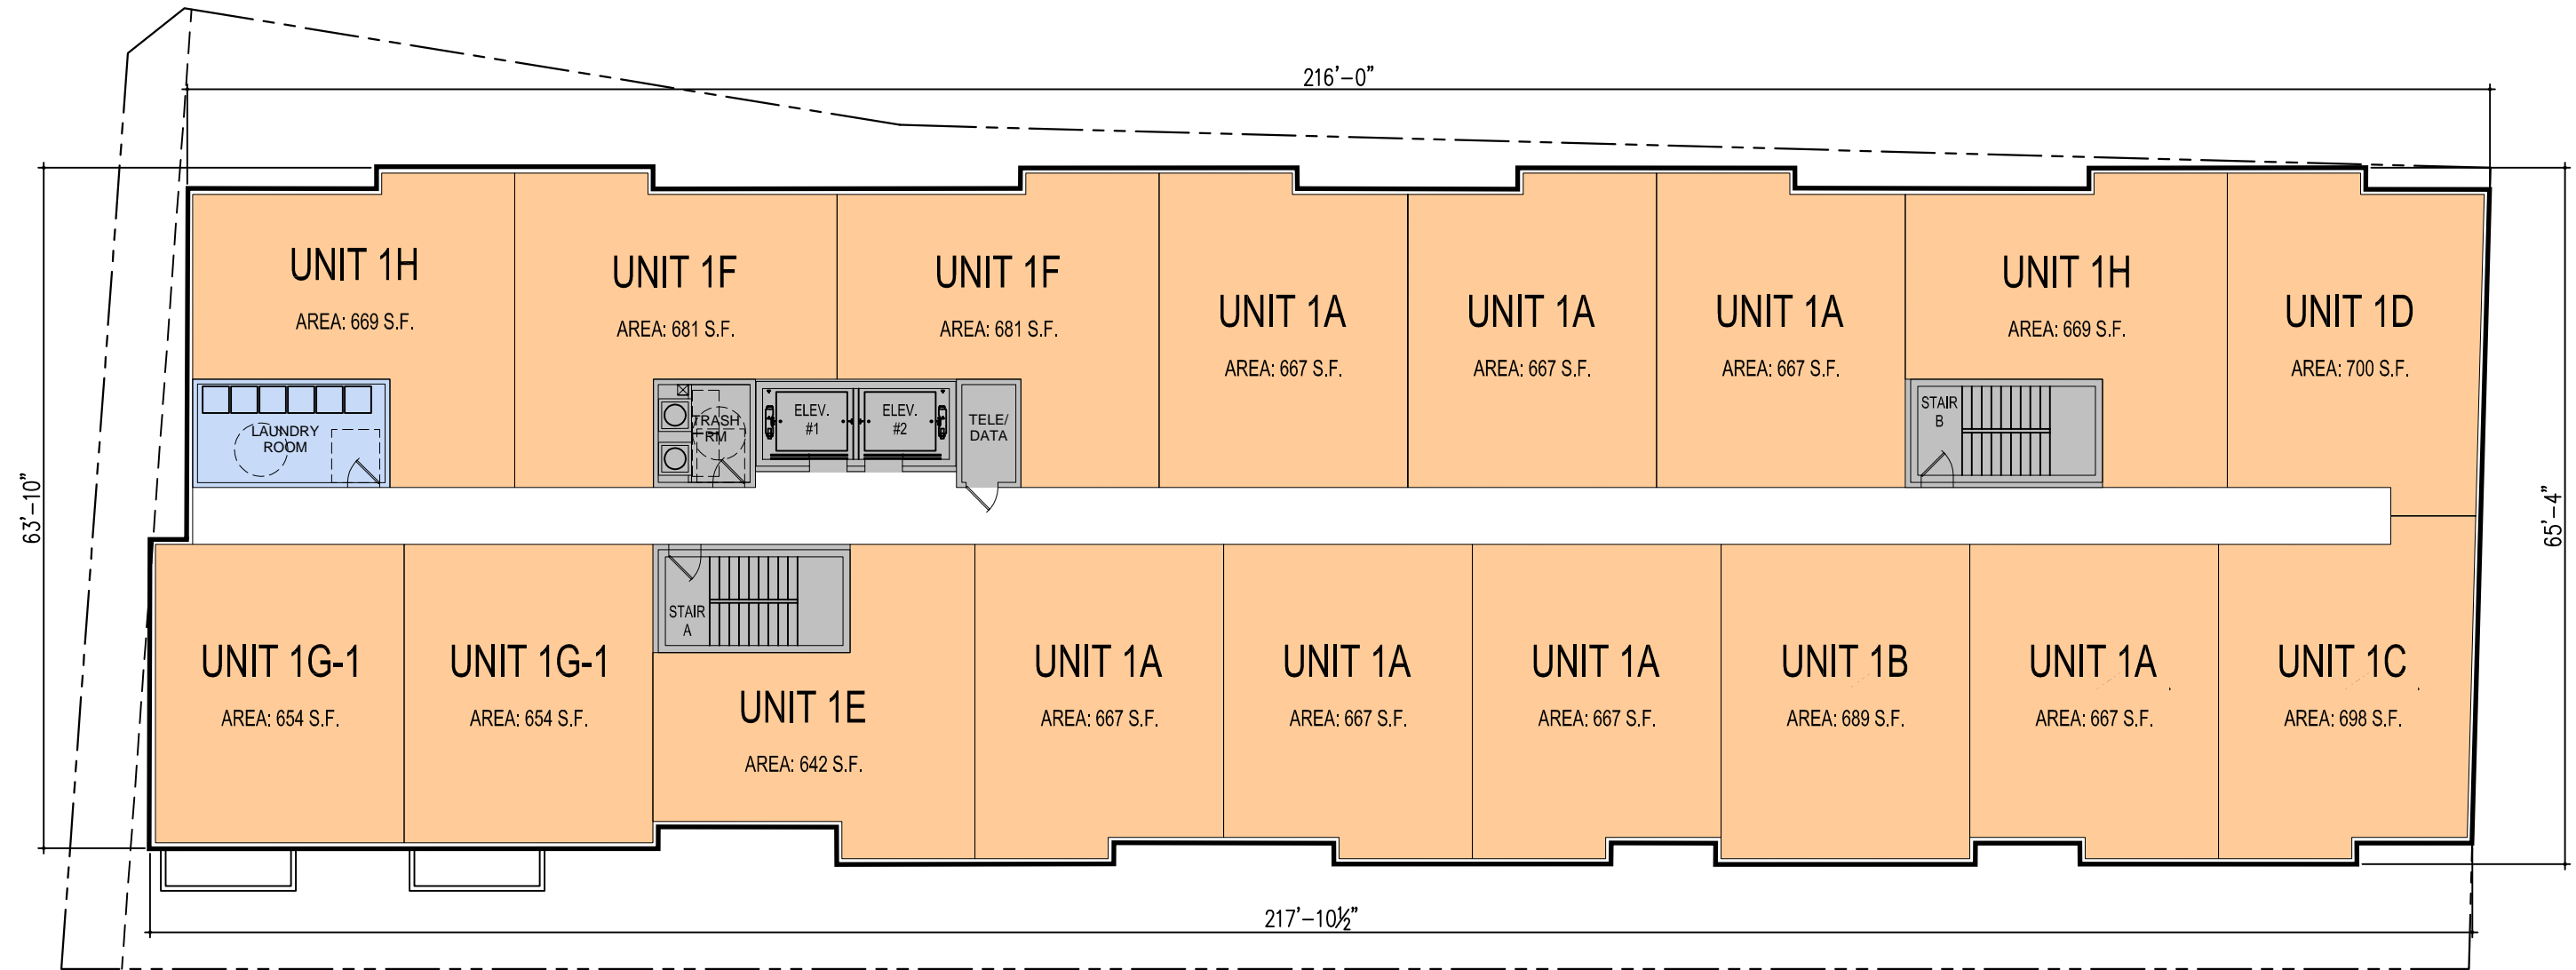 216'-0"
UNIT 1H
AREA: 669 S.F.
UNIT 1F
AREA: 681 S.F.
UNIT 1F
AREA: 681 S.F.
UNIT 1A
AREA: 667 S.F.
UNIT 1A
AREA: 667 S.F.
UNIT 1A
AREA: 667 S.F.
UNIT 1H
AREA: 669 S.F.
UNIT 1D
AREA: 700 S.F.
LAUNDRY
ROOM
TRASH
RM
ELEV.
#1
ELEV.
#2
TELE/
DATA
STAIR
B
63'-10"
65'-4"
UNIT 1G-1
AREA: 654 S.F.
UNIT 1G-1
AREA: 654 S.F.
STAIR
A
UNIT 1E
AREA: 642 S.F.
UNIT 1A
AREA: 667 S.F.
UNIT 1A
AREA: 667 S.F.
UNIT 1A
AREA: 667 S.F.
UNIT 1B
AREA: 689 S.F.
UNIT 1A
AREA: 667 S.F.
UNIT 1C
AREA: 698 S.F.
217'-10½"